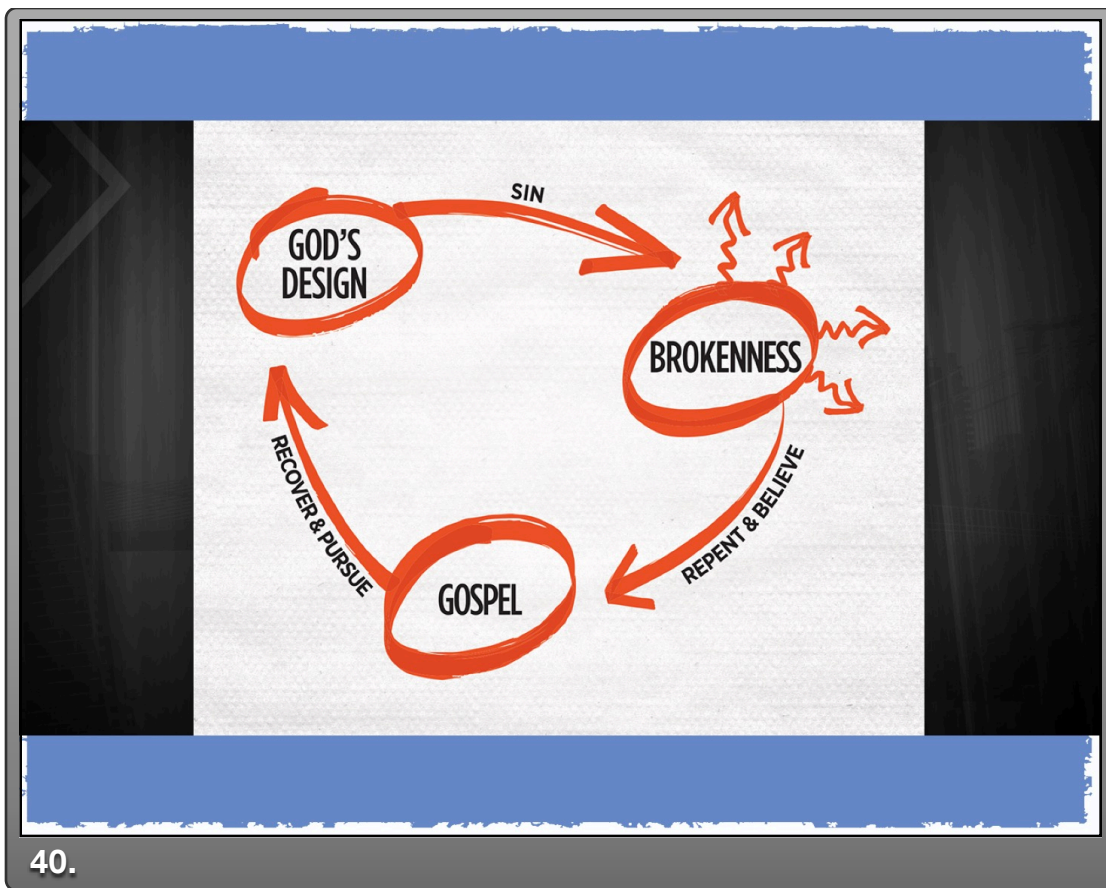 SIN
GOD'S
DESIGN
BROKENNESS
REPENT & BELIEVE
GOSPEL
RECOVER & PURSUE
40.